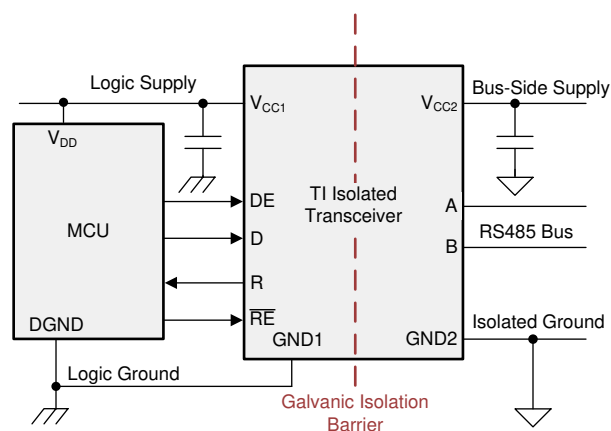 Logic Supply
Bus-Side Supply
VCC1
VCC2
VDD
TI Isolated
Transceiver
DE
A
MCU
D
B
RS485 Bus
R
RE
DGND
GND1
GND2
Isolated Ground
Logic Ground
Galvanic Isolation
Barrier